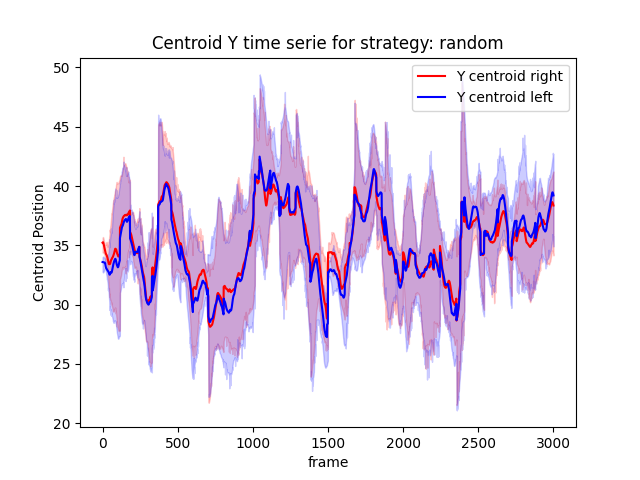 Centroid Y time serie for strategy: random
Y centroid right
Y centroid left
Centroid Position
50
45
40
35
30
25
20
0 500 1000 1500 2000 2500 3000
frame